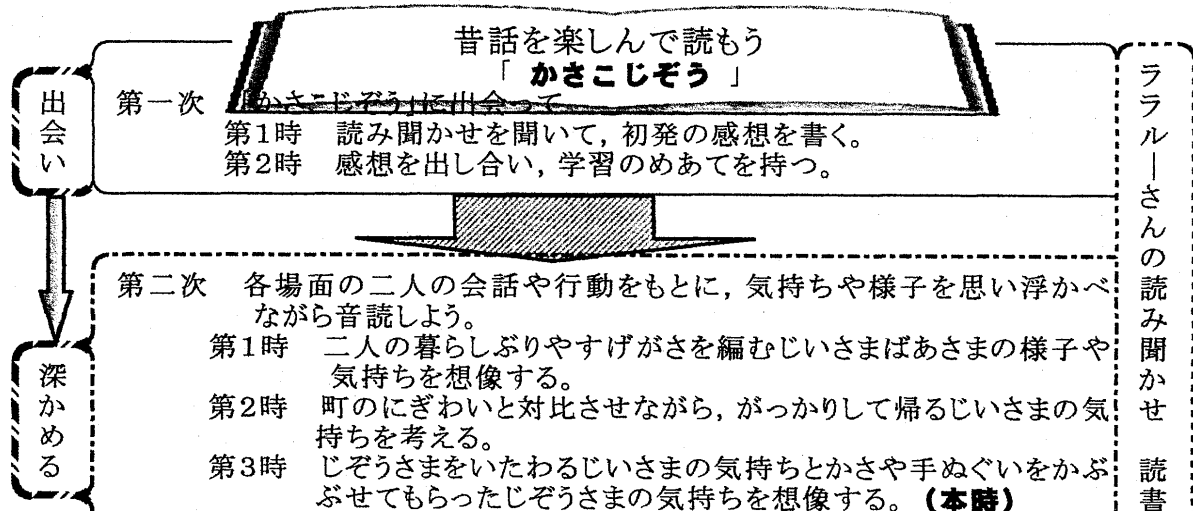 昔話を楽しんで読もう
「 かさこじぞう 」
出会い
第一次 「かさこじぞう」に出会って
第1時 読み聞かせを聞いて,初発の感想を書く。
第2時 感想を出し合い,学習のめあてを持つ。
深かめる
第二次 各場面の二人の会話や行動をもとに,気持ちや様子を思い浮かべ
ながら音読しよう。
第1時 二人の暮らしぶりやすげがさを編むじいさまばあさまの様子や
気持ちを想像する。
第2時 町のにぎわいと対比させながら,がっかりして帰るじいさまの気
持ちを考える。
第3時 じぞうさまをいたわるじいさまの気持ちとかさや手ぬぐいをかぶ
ぶせてもらったじぞうさまの気持ちを想像する。(本時)
ララルーさんの読み聞かせ 読書